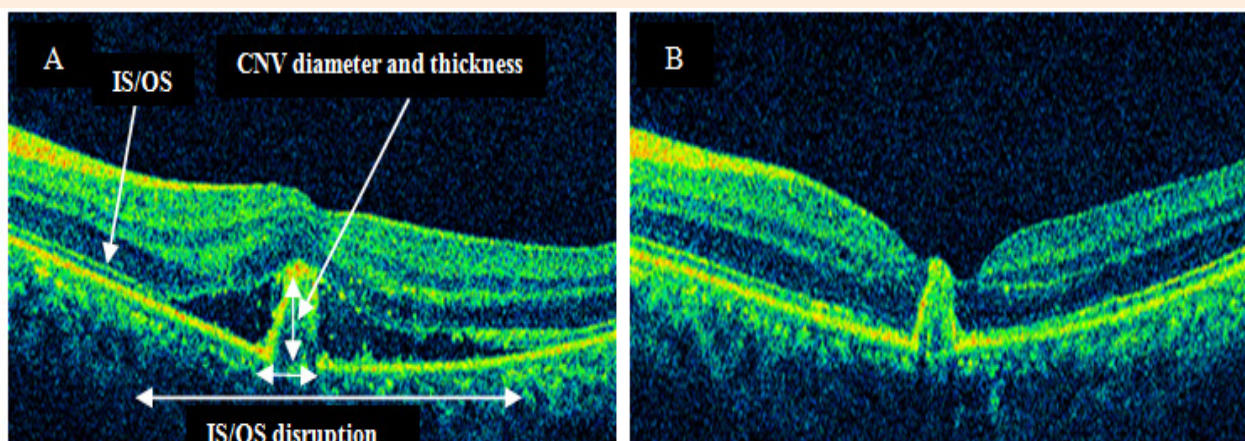 A
CNV diameter and thickness
IS/OS
IS/OS disruption
B